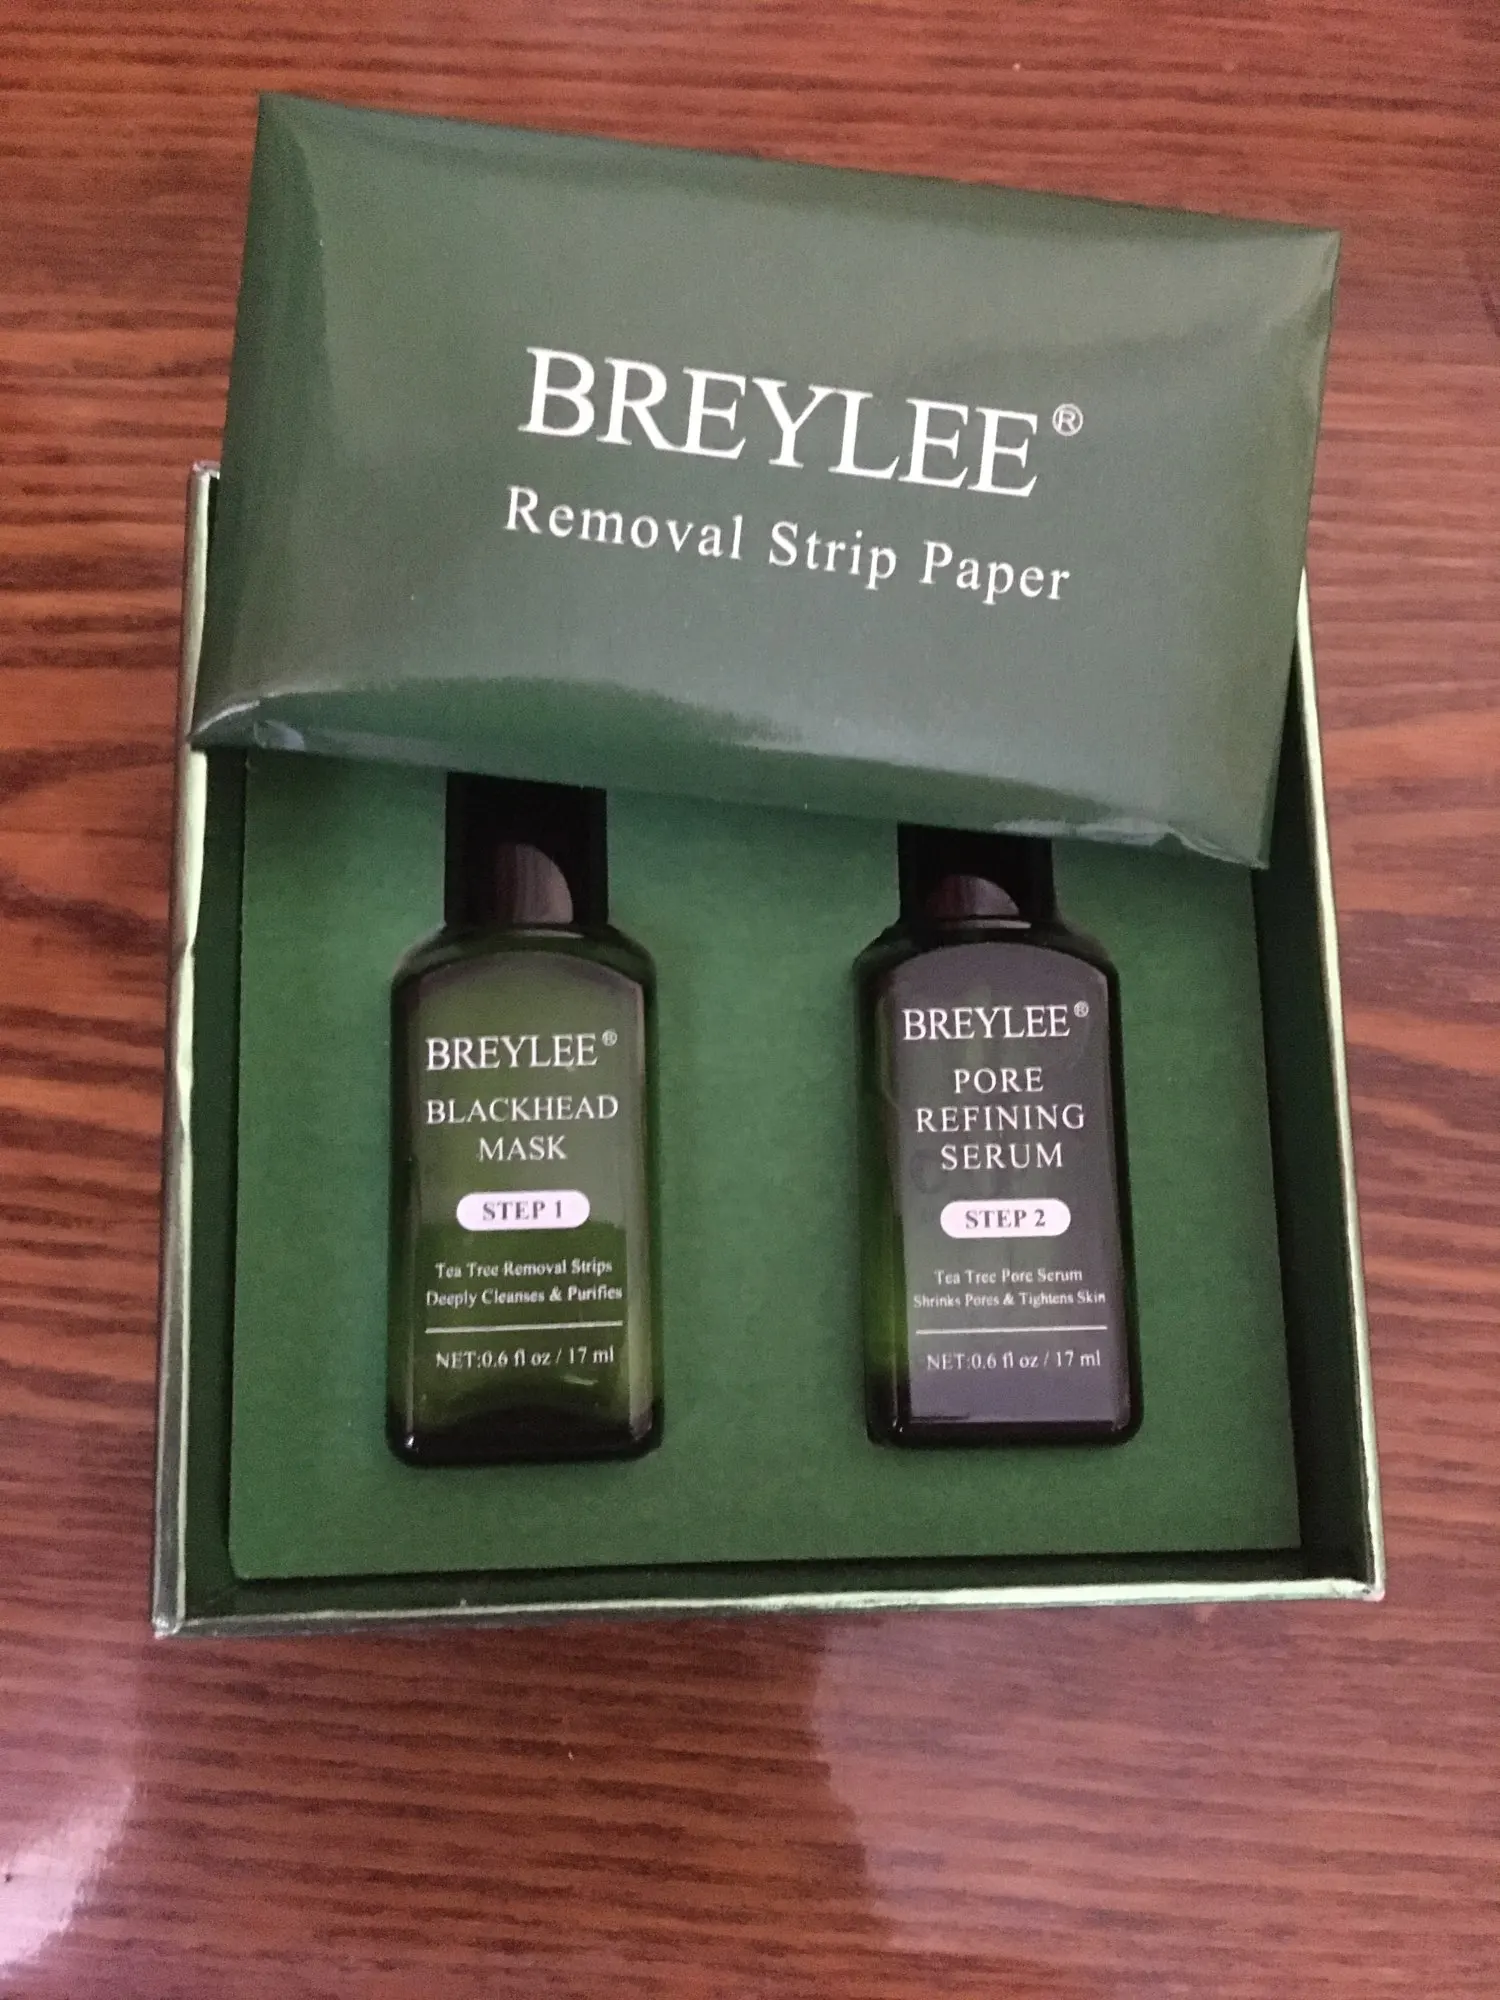 BREYLEE®
Removal Strip Paper
BREYLEE®
BLACKHEAD
MASK
STEP 1
Tea Tree Removal Strips
Deeply Cleanses & Purifies
NET:0.6 fl oz / 17 ml
BREYLEE®
PORE
REFINING
SERUM
STEP 2
Tea Tree Pore Serum
Shrinks Pores & Tightens Skin
NET:0.6 fl oz / 17 ml